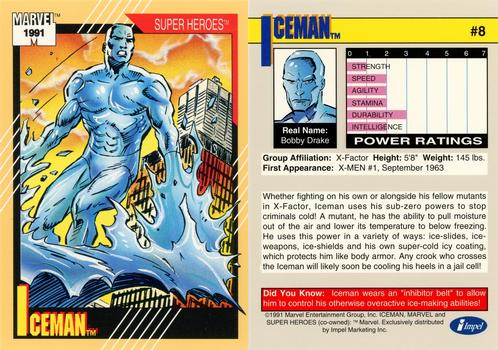 MARVEL
1991
M
SUPER HEROES™
ICEMAN™
ICEMAN™
#8
0 1 2 3 4 5 6 7
STRENGTH
SPEED
AGILITY
STAMINA
DURABILITY
INTELLIGENCE
POWER RATINGS
Real Name:
Bobby Drake
Group Affiliation: X-Factor Height: 5'8" Weight: 145 lbs.
First Appearance: X-MEN #1, September 1963
Whether fighting on his own or alongside his fellow mutants
in X-Factor, Iceman uses his sub-zero powers to stop
criminals cold! A mutant, he has the ability to pull moisture
out of the air and lower its temperature to below freezing.
He uses this power in a variety of ways: ice-slides, ice-
weapons, ice-shields and his own super-cold icy coating,
which protects him like body armor. Any crook who crosses
the Iceman will likely soon be cooling his heels in a jail cell!
Did You Know: Iceman wears an "inhibitor belt" to allow
him to control his otherwise overactive ice-making abilities!
©1991 Marvel Entertainment Group, Inc. ICEMAN, MARVEL and
SUPER HEROES (co-owned): ™ Marvel. Exclusively distributed
by Impel Marketing Inc.
Impel